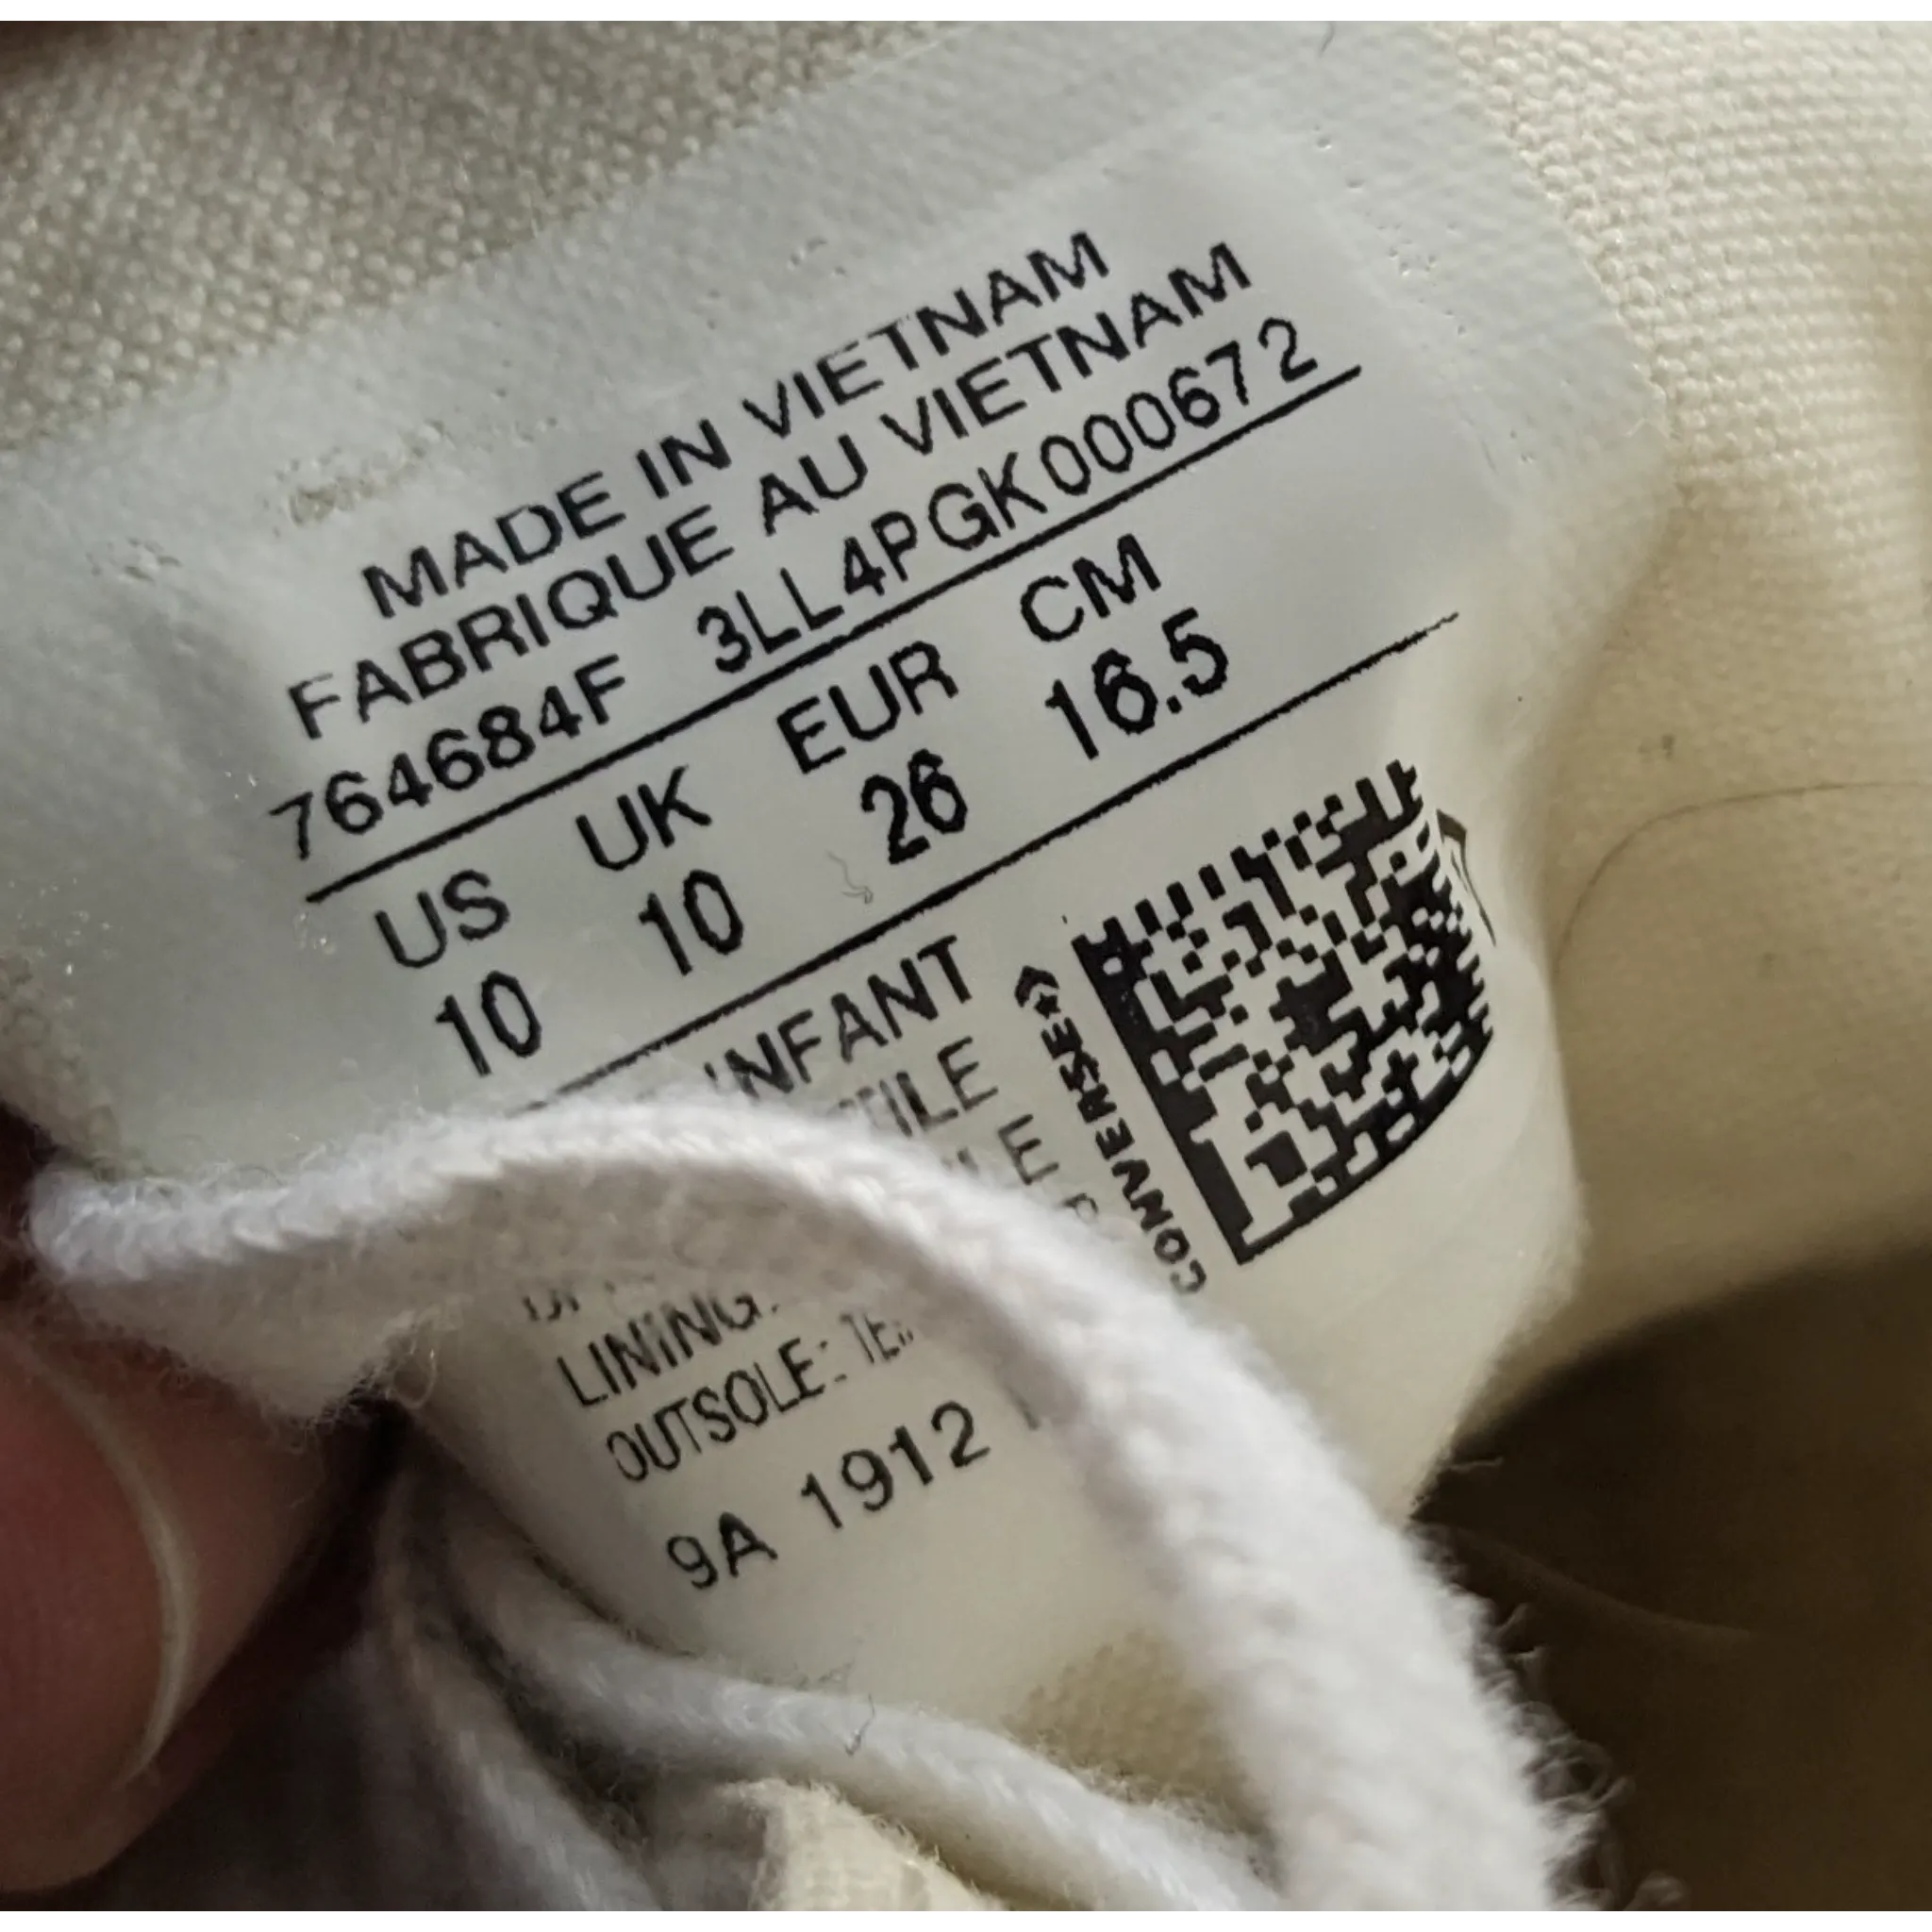 MADE IN VIETNAM
FABRIQUE AU VIETNAM
764684F 3LL4PGK000672
US UK EUR CM
10 10 26 16.5
INFANT
CONVERSE
LINING:
OUTSOLE:
9A 1912